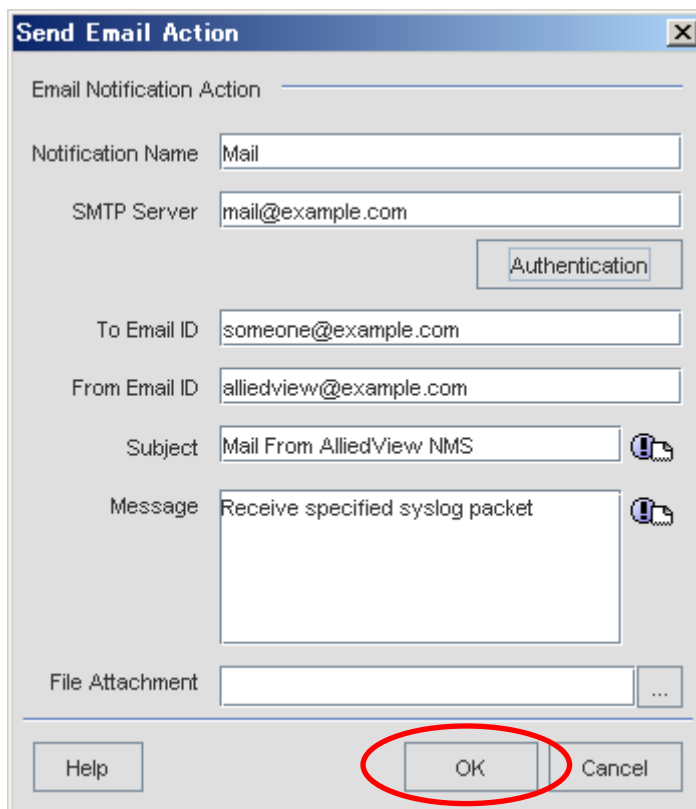 Send Email Action
Email Notification Action
Notification Name Mail
SMTP Server mail@example.com
Authentication
To Email ID someone@example.com
From Email ID alliedview@example.com
Subject Mail From AlliedView NMS
Message Receive specified syslog packet
File Attachment ...
Help OK Cancel